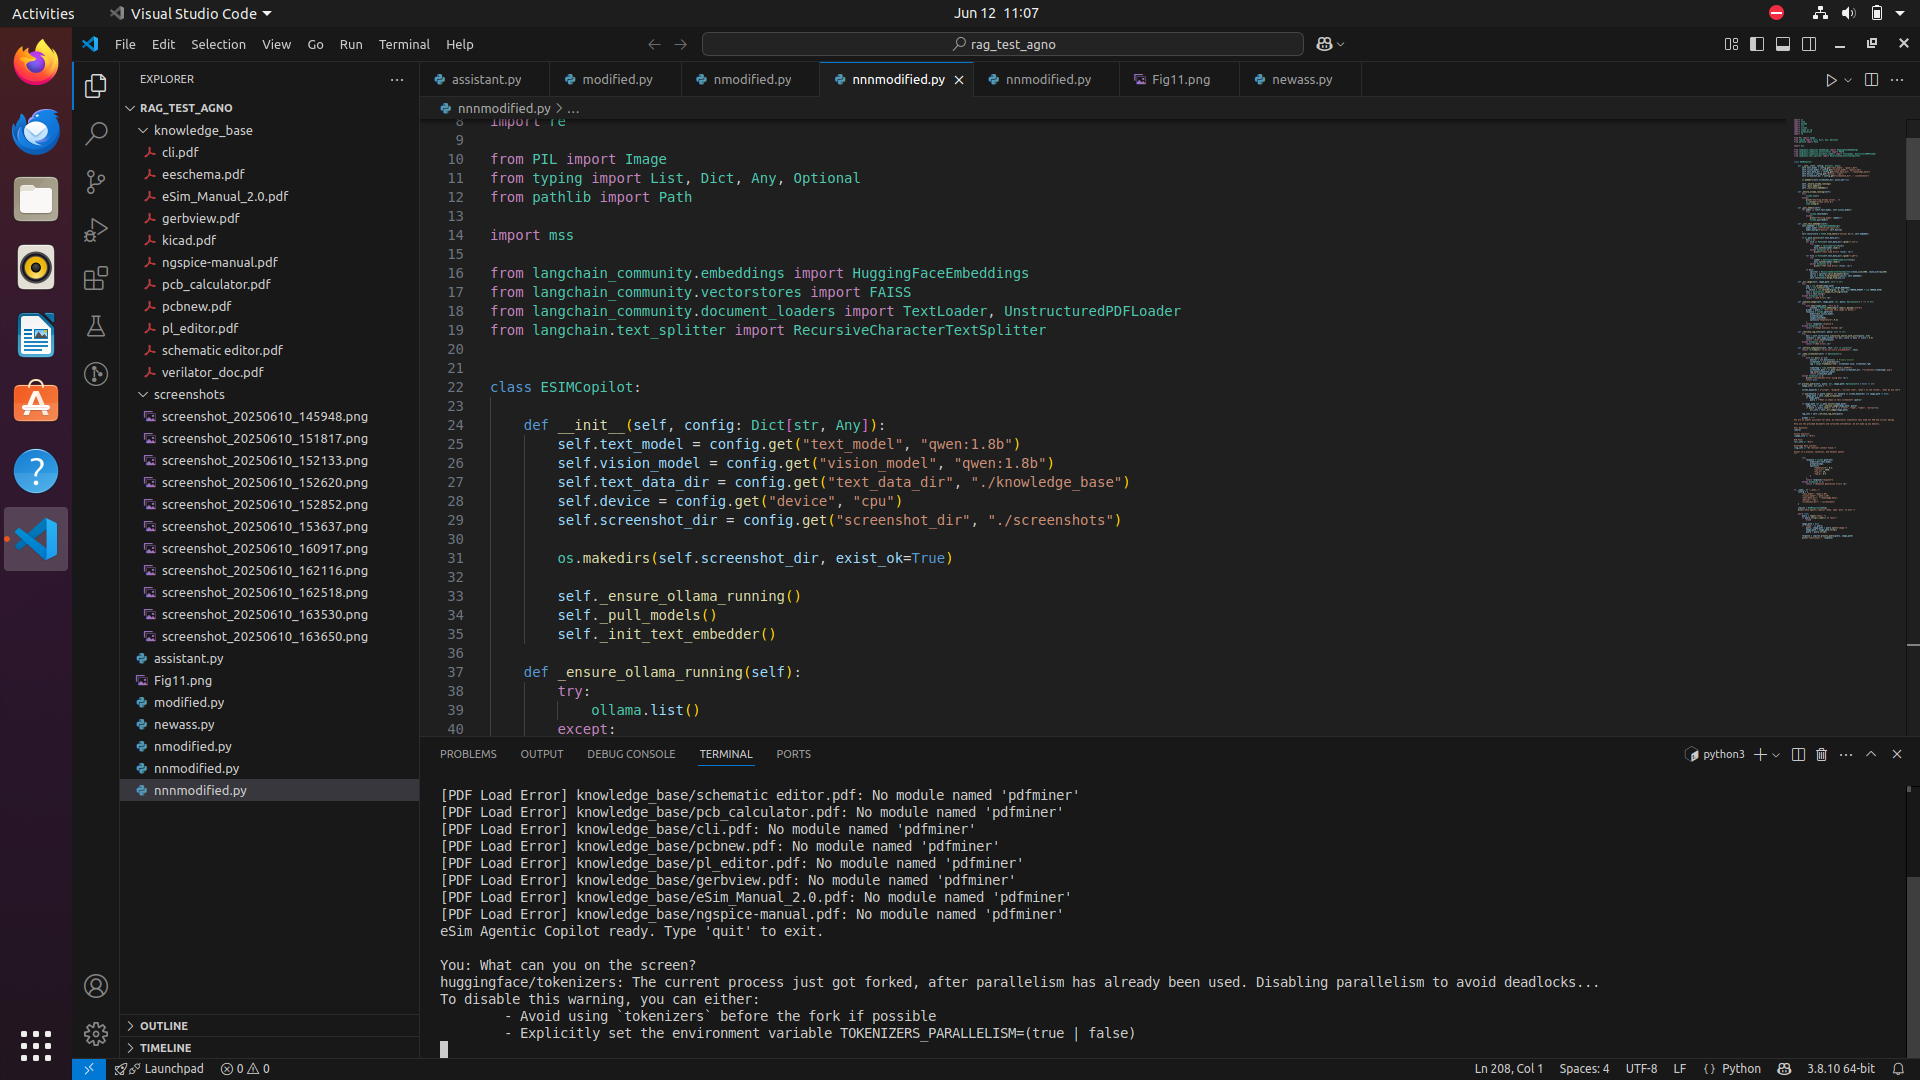 Activities
Visual Studio Code
Jun 12 11:07
File Edit Selection View Go Run Terminal Help
rag_test_agno
EXPLORER
RAG_TEST_AGNO
knowledge_base
cli.pdf
eeschema.pdf
eSim_Manual_2.0.pdf
gerbview.pdf
kicad.pdf
ngspice-manual.pdf
pcb_calculator.pdf
pcbnew.pdf
pl_editor.pdf
schematic editor.pdf
verilator_doc.pdf
screenshots
screenshot_20250610_145948.png
screenshot_20250610_151817.png
screenshot_20250610_152133.png
screenshot_20250610_152620.png
screenshot_20250610_152852.png
screenshot_20250610_153637.png
screenshot_20250610_160917.png
screenshot_20250610_162116.png
screenshot_20250610_162518.png
screenshot_20250610_163530.png
screenshot_20250610_163650.png
assistant.py
Fig11.png
modified.py
newass.py
nmodified.py
nnmodified.py
nnnmodified.py
OUTLINE
TIMELINE
assistant.py modified.py nmodified.py nnnmodified.py nnmodified.py Fig11.png newass.py
nnnmodified.py > ...
8 import re
9
10 from PIL import Image
11 from typing import List, Dict, Any, Optional
12 from pathlib import Path
13
14 import mss
15
16 from langchain_community.embeddings import HuggingFaceEmbeddings
17 from langchain_community.vectorstores import FAISS
18 from langchain_community.document_loaders import TextLoader, UnstructuredPDFLoader
19 from langchain.text_splitter import RecursiveCharacterTextSplitter
20
21
22 class ESIMCopilot:
23
24 def __init__(self, config: Dict[str, Any]):
25 self.text_model = config.get("text_model", "qwen:1.8b")
26 self.vision_model = config.get("vision_model", "qwen:1.8b")
27 self.text_data_dir = config.get("text_data_dir", "./knowledge_base")
28 self.device = config.get("device", "cpu")
29 self.screenshot_dir = config.get("screenshot_dir", "./screenshots")
30
31 os.makedirs(self.screenshot_dir, exist_ok=True)
32
33 self._ensure_ollama_running()
34 self._pull_models()
35 self._init_text_embedder()
36
37 def _ensure_ollama_running(self):
38 try:
39 ollama.list()
40 except:
PROBLEMS OUTPUT DEBUG CONSOLE TERMINAL PORTS
python3
[PDF Load Error] knowledge_base/schematic editor.pdf: No module named 'pdfminer'
[PDF Load Error] knowledge_base/pcb_calculator.pdf: No module named 'pdfminer'
[PDF Load Error] knowledge_base/cli.pdf: No module named 'pdfminer'
[PDF Load Error] knowledge_base/pcbnew.pdf: No module named 'pdfminer'
[PDF Load Error] knowledge_base/pl_editor.pdf: No module named 'pdfminer'
[PDF Load Error] knowledge_base/gerbview.pdf: No module named 'pdfminer'
[PDF Load Error] knowledge_base/eSim_Manual_2.0.pdf: No module named 'pdfminer'
[PDF Load Error] knowledge_base/ngspice-manual.pdf: No module named 'pdfminer'
eSim Agentic Copilot ready. Type 'quit' to exit.
You: What can you on the screen?
huggingface/tokenizers: The current process just got forked, after parallelism has already been used. Disabling parallelism to avoid deadlocks...
To disable this warning, you can either:
- Avoid using `tokenizers` before the fork if possible
- Explicitly set the environment variable TOKENIZERS_PARALLELISM=(true | false)
Launchpad 0 0
Ln 208, Col 1 Spaces: 4 UTF-8 LF Python 3.8.10 64-bit